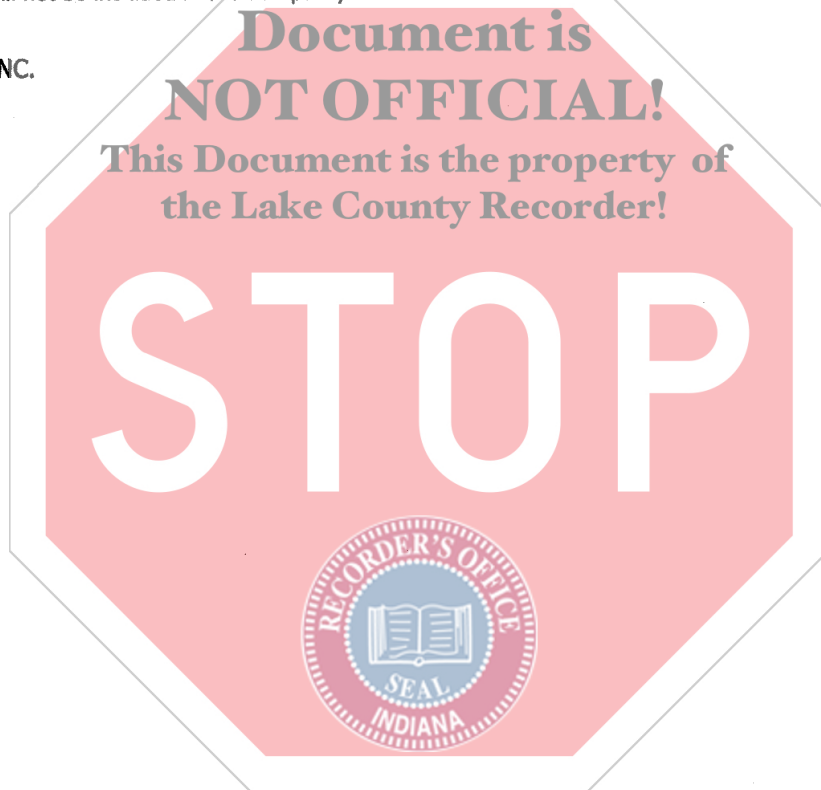 Document is
NC.
NOT OFFICIAL!
This Document is the property of
the Lake County Recorder!
STOP
RECORDER'S OFFICE
SEAL
INDIANA